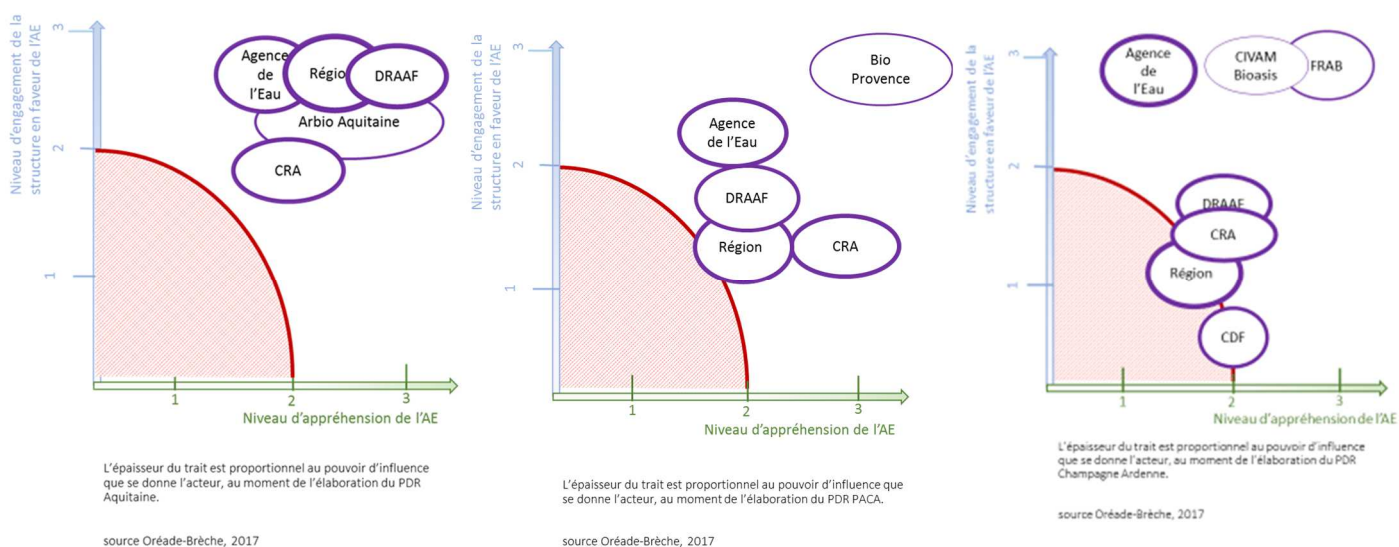 Niveau d’engagement de la
structure en faveur de l’AE
3
2
1
Agence
de
l’Eau
Régio
DRAAF
Arbio Aquitaine
CRA
1
2
3
Niveau d’appréhension de l’AE
L’épaisseur du trait est proportionnel au pouvoir d’influence
que se donne l’acteur, au moment de l’élaboration du PDR
Aquitaine.
source Oréade-Brèche, 2017
Niveau d’engagement de la
structure en faveur de l’AE
3
2
1
Bio
Provence
Agence
de l’Eau
DRAAF
Région
CRA
1
2
3
Niveau d’appréhension de l’AE
L’épaisseur du trait est proportionnel au pouvoir d’influence que
se donne l’acteur, au moment de l’élaboration du PDR PACA.
source Oréade-Brèche, 2017
Niveau d’engagement de la
structure en faveur de l’AE
3
2
1
Agence
de
l’Eau
CIVAM
Bioasis
FRAB
DRAAF
CRA
Région
CDF
1
2
3
Niveau d’appréhension de l’AE
L’épaisseur du trait est proportionnel au pouvoir d’influence
que se donne l’acteur, au moment de l’élaboration du PDR
Champagne Ardenne.
source Oréade-Brèche, 2017